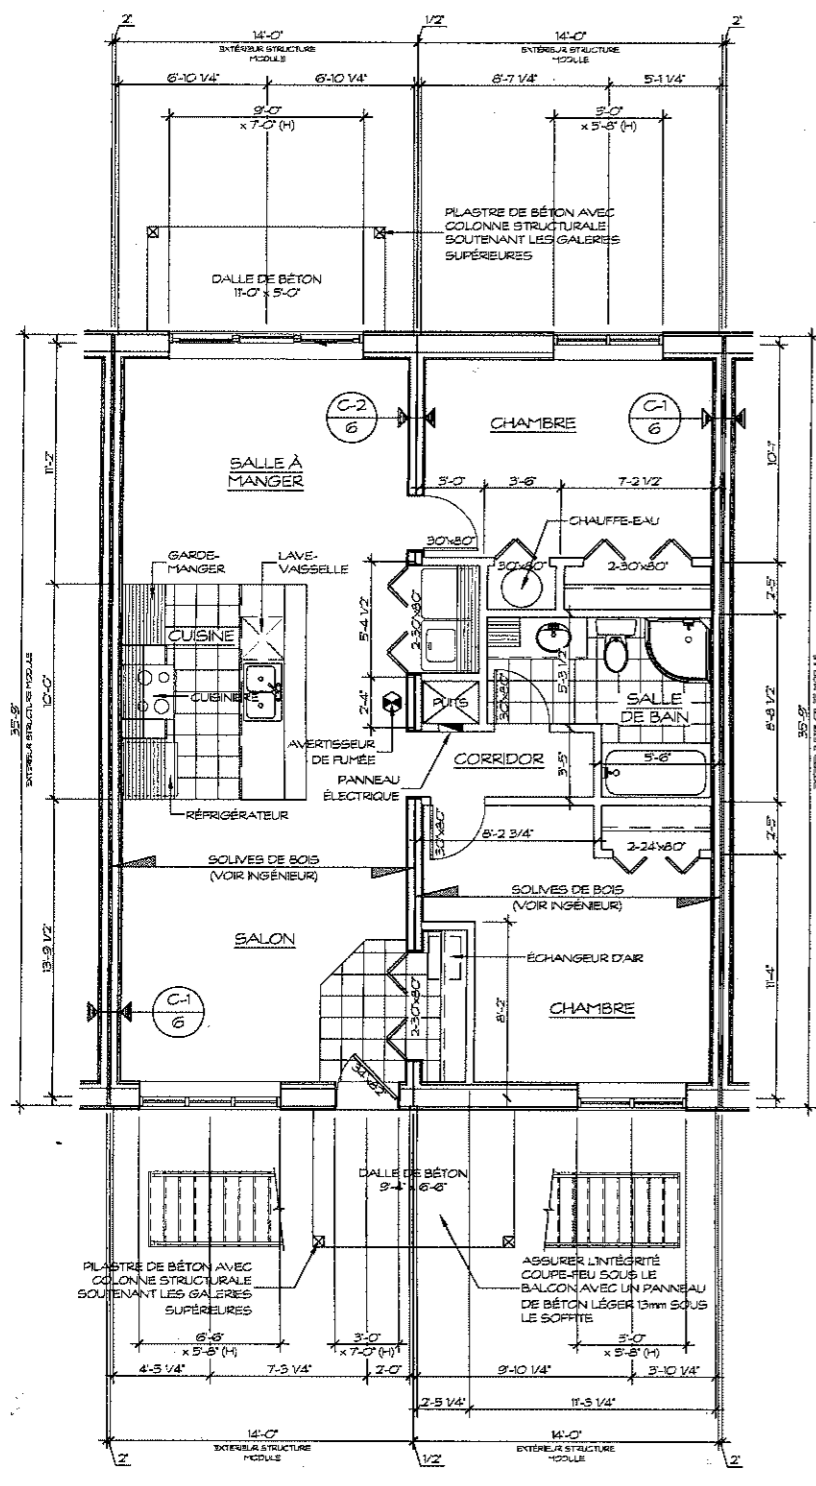 2"
1/2"
2"
14'-0"
14'-0"
EXTÉRIEUR STRUCTURE
MODULE
EXTÉRIEUR STRUCTURE
MODULE
6'-10 1/4"
6'-10 1/4"
8'-7 1/4"
5'-1 1/4"
9'-0"
x 7'-0" (H)
5'-0"
x 5'-8" (H)
PILASTRE DE BÉTON AVEC
COLONNE STRUCTURALE
SOUTENANT LES GALERIES
SUPÉRIEURES
DALLE DE BÉTON
11'-0" x 5'-0"
C-2
6
CHAMBRE
C-1
6
SALLE À
MANGER
11'-2"
10'-1"
3'-0"
3'-6"
7'-2 1/2"
CHAUFFE-EAU
30"x80"
30"x80"
2-30"x80"
GARDE-
MANGER
LAVE-
VAISSELLE
5'-4 1/2"
2-30"x80"
2'-5"
CUISINE
CUISINIÈRE
10'-0"
5'-3 1/2"
30"x80"
SALLE
DE BAIN
8'-8 1/2"
35'-9"
EXTÉRIEUR STRUCTURE MODULE
35'-9"
2'-4"
PUITS
AVERTISSEUR
DE FUMÉE
CORRIDOR
3'-5"
5'-6"
PANNEAU
ÉLECTRIQUE
RÉFRIGÉRATEUR
30"x80"
8'-2 3/4"
2-24"x80"
2'-5"
SOLIVES DE BOIS
(VOIR INGÉNIEUR)
SOLIVES DE BOIS
(VOIR INGÉNIEUR)
SALON
13'-9 1/2"
ÉCHANGEUR D'AIR
2-30"x80"
8'-2"
CHAMBRE
11'-4"
C-1
6
DALLE DE BÉTON
9'-4" x 6'-6"
PILASTRE DE BÉTON AVEC
COLONNE STRUCTURALE
SOUTENANT LES GALERIES
SUPÉRIEURES
ASSURER L'INTÉGRITÉ
COUPE-FEU SOUS LE
BALCON AVEC UN PANNEAU
DE BÉTON LÉGER 13mm SOUS
LE SOFFITE
6'-6"
x 5'-8" (H)
3'-0"
x 7'-0" (H)
5'-0"
x 5'-8" (H)
4'-3 1/4"
7'-3 1/4"
2'-0"
9'-10 1/4"
3'-10 1/4"
2'-5 1/4"
11'-3 1/4"
14'-0"
14'-0"
EXTÉRIEUR STRUCTURE
MODULE
EXTÉRIEUR STRUCTURE
MODULE
2"
1/2"
2"